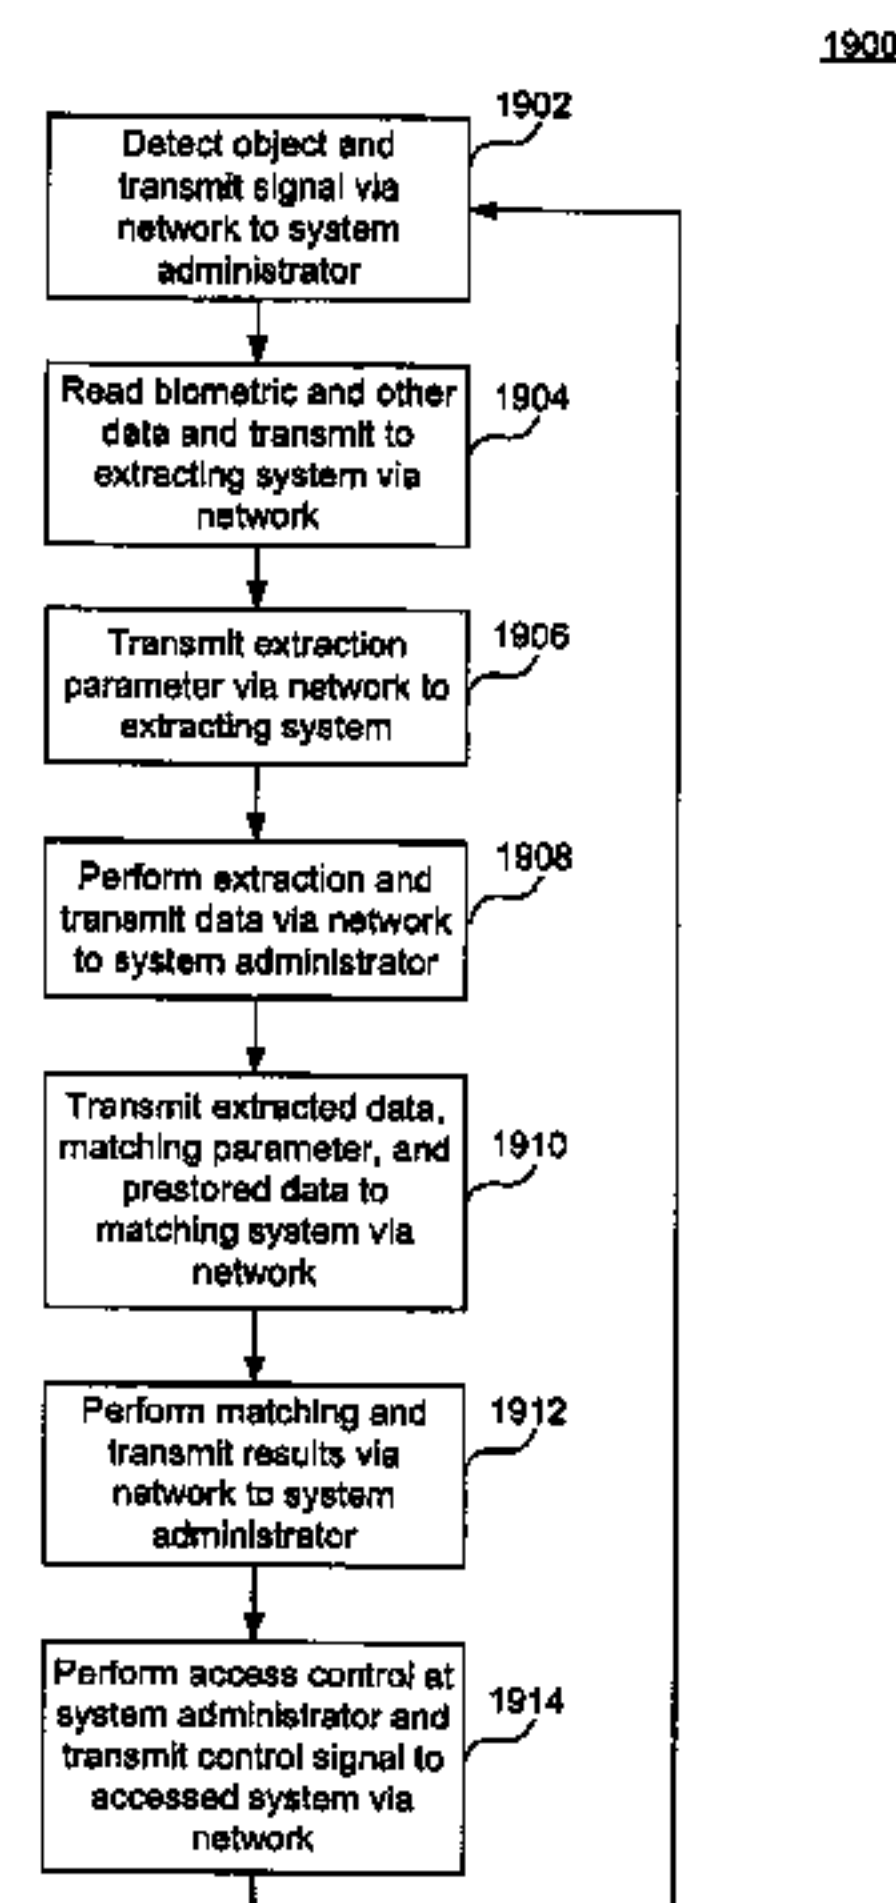 1900
1902
Detect object and
transmit signal via
network to system
administrator
Read biometric and other
data and transmit to
extracting system via
network
1904
Transmit extraction
parameter via network to
extracting system
1906
Perform extraction and
transmit data via network
to system administrator
1908
Transmit extracted data,
matching parameter, and
prestored data to
matching system via
network
1910
Perform matching and
transmit results via
network to system
administrator
1912
Perform access control at
system administrator and
transmit control signal to
accessed system via
network
1914